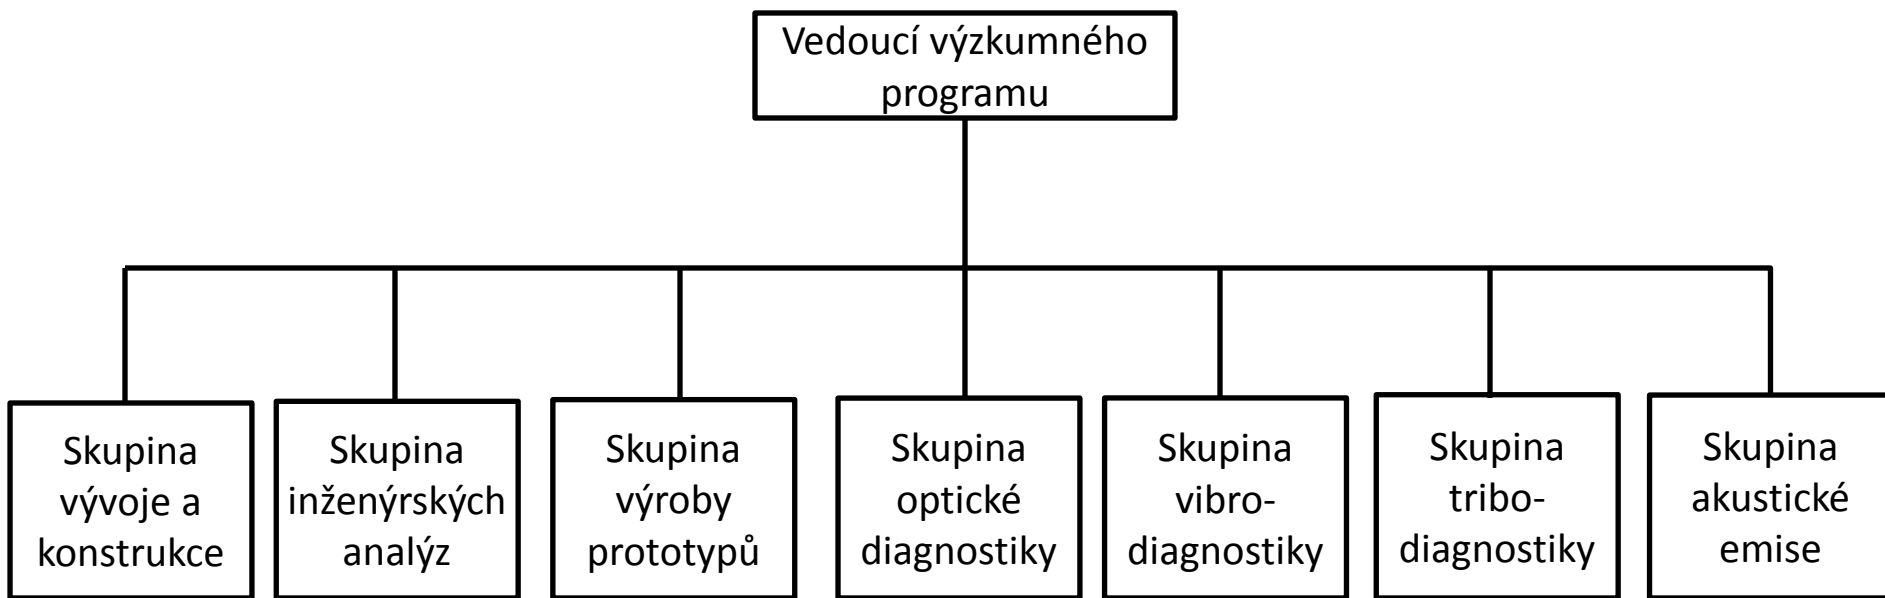 Vedoucí výzkumného
programu
Skupina
vývoje a
konstrukce
Skupina
inženýrských
analýz
Skupina
výroby
prototypů
Skupina
optické
diagnostiky
Skupina
vibro-
diagnostiky
Skupina
tribo-
diagnostiky
Skupina
akustické
emise